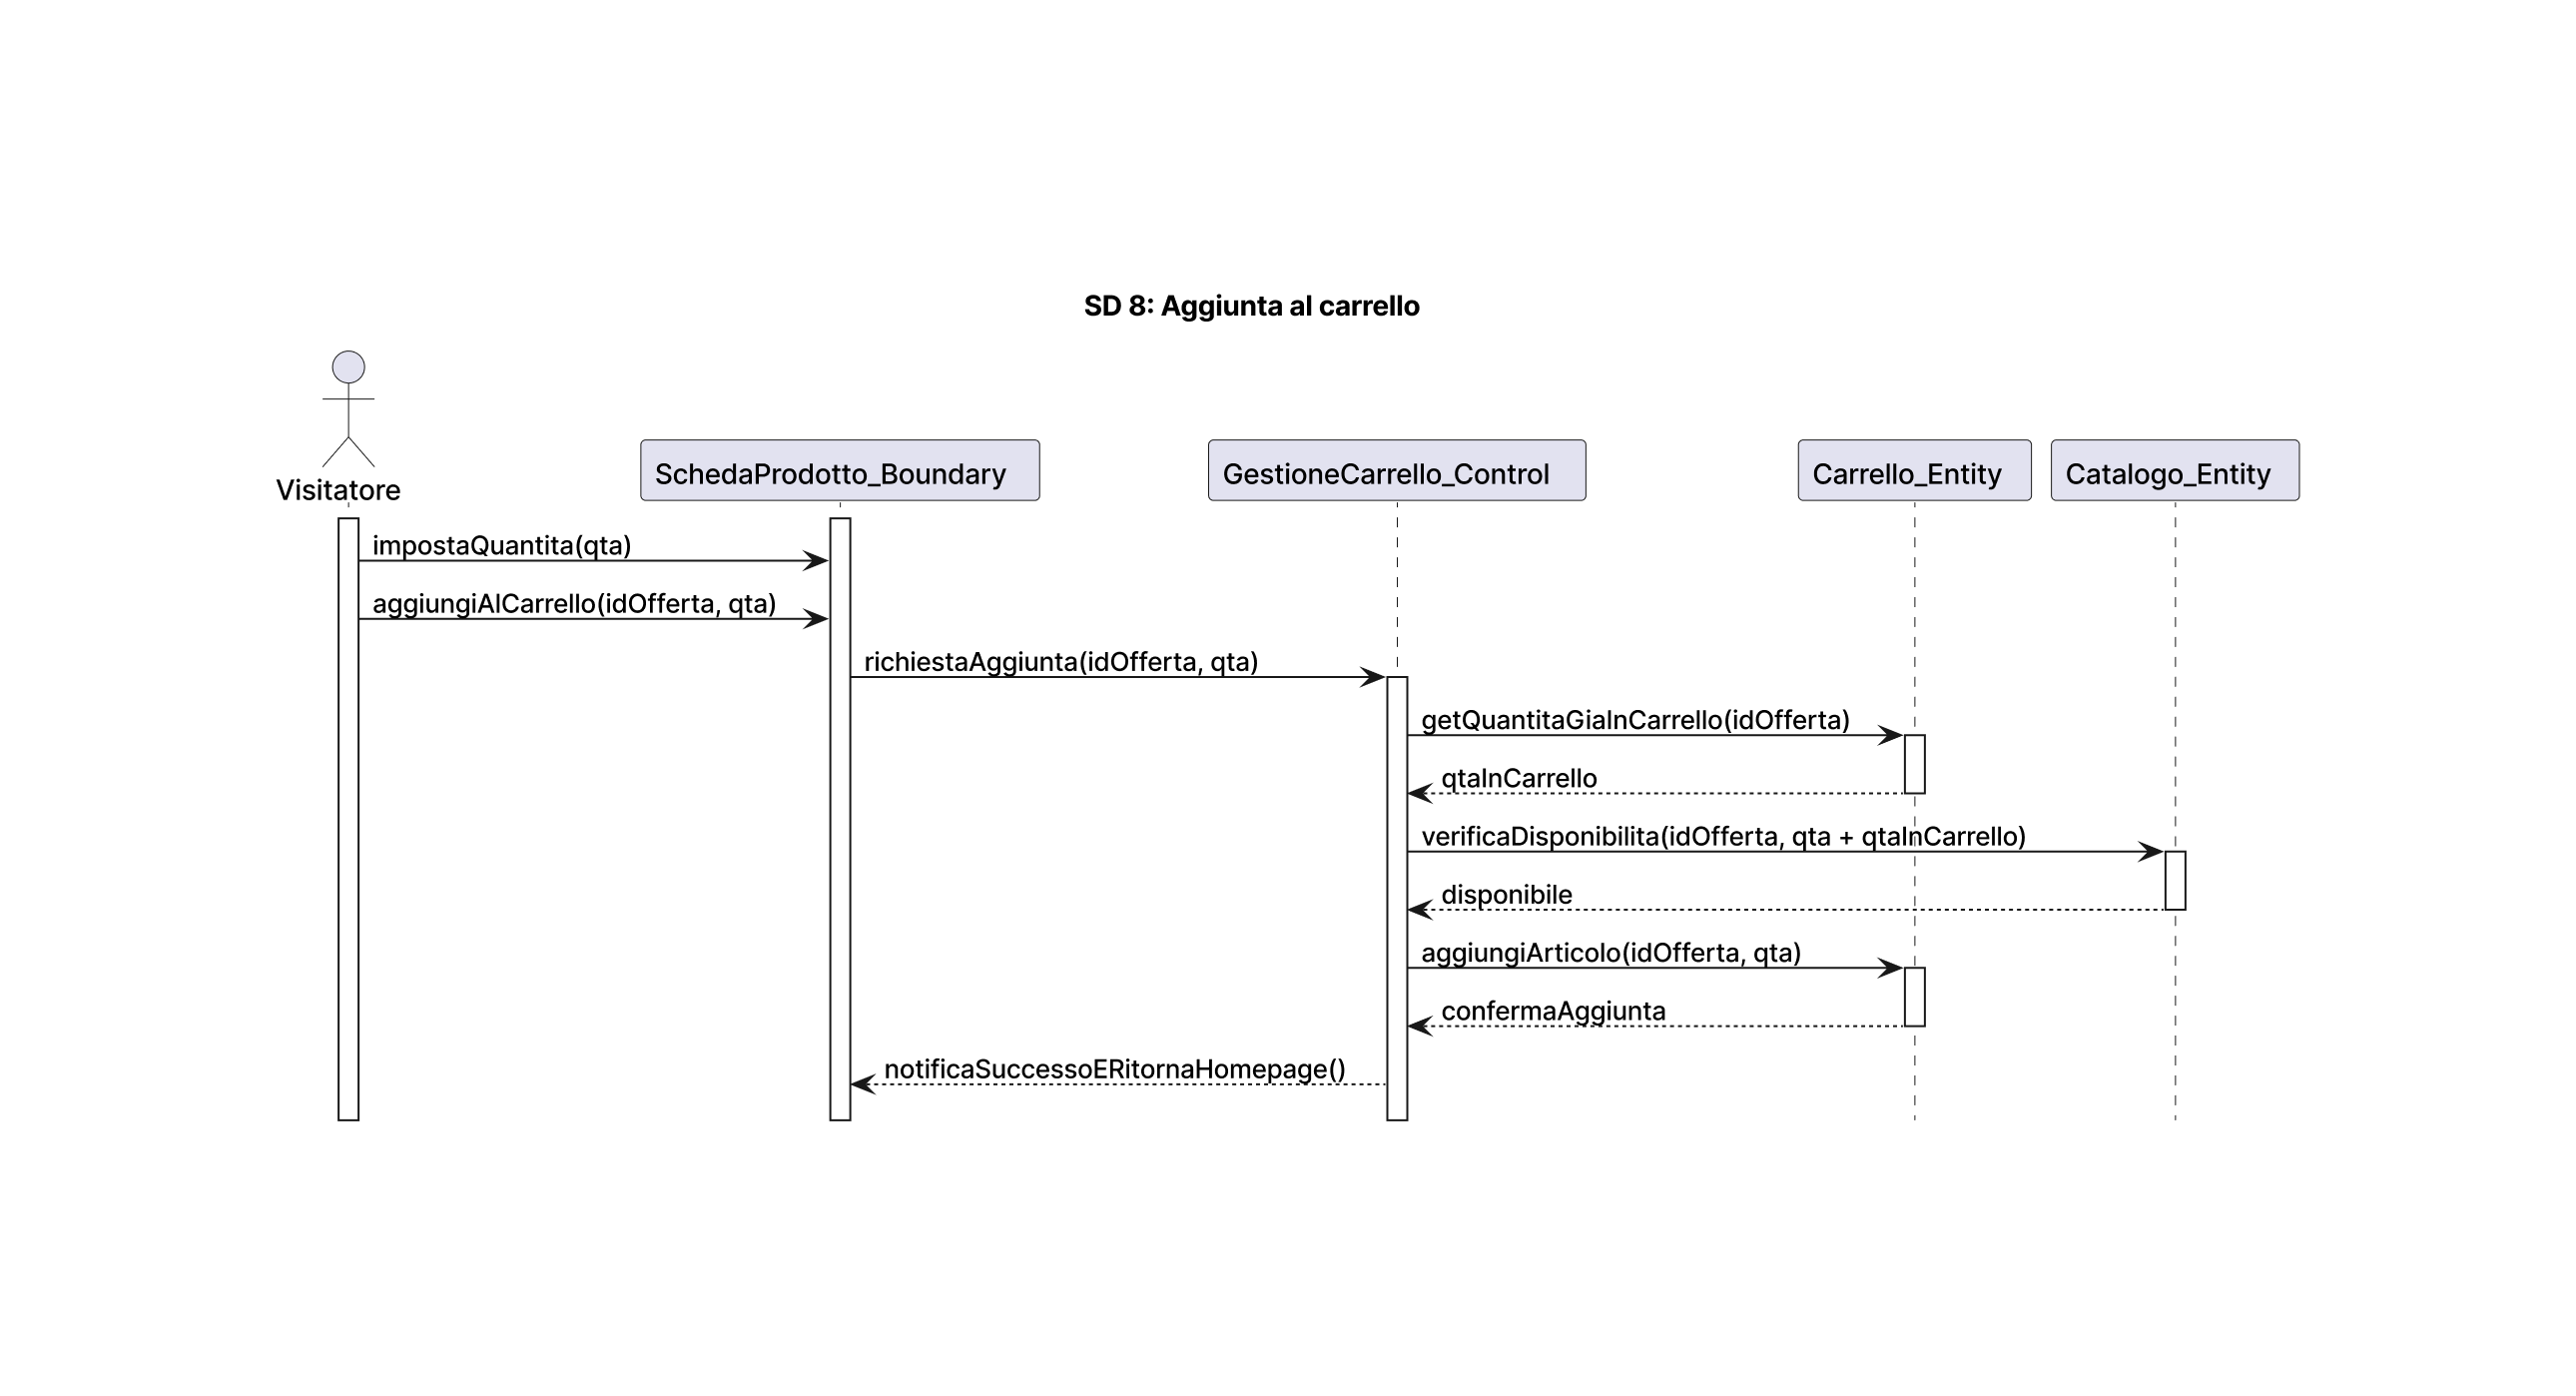 SD 8: Aggiunta al carrello
Visitatore
SchedaProdotto_Boundary
GestioneCarrello_Control
Carrello_Entity
Catalogo_Entity
impostaQuantita(qta)
aggiungiAlCarrello(idOfferta, qta)
richiestaAggiunta(idOfferta, qta)
getQuantitaGiaInCarrello(idOfferta)
qtaInCarrello
verificaDisponibilita(idOfferta, qta + qtaInCarrello)
disponibile
aggiungiArticolo(idOfferta, qta)
confermaAggiunta
notificaSuccessoERitornaHomepage()